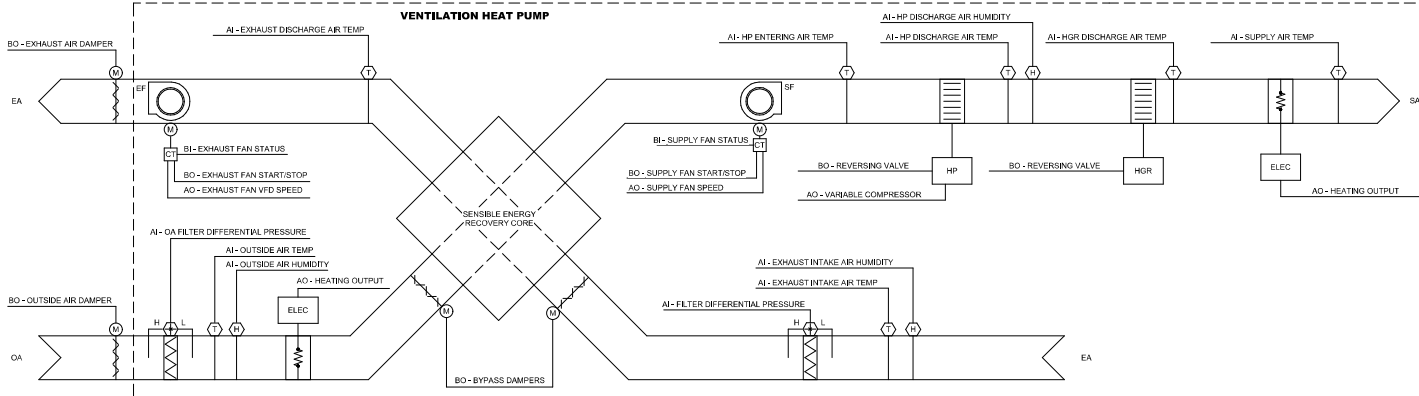 VENTILATION HEAT PUMP
AI - EXHAUST DISCHARGE AIR TEMP
BO - EXHAUST AIR DAMPER
AI - HP DISCHARGE AIR HUMIDITY
AI - HP ENTERING AIR TEMP
AI - HP DISCHARGE AIR TEMP
AI - HGR DISCHARGE AIR TEMP
AI - SUPPLY AIR TEMP
M
T
T
T
H
T
T
EF
SF
EA
SA
M
M
CT
BI - EXHAUST FAN STATUS
BI - SUPPLY FAN STATUS
CT
BO - EXHAUST FAN START/STOP
AO - EXHAUST FAN VFD SPEED
BO - SUPPLY FAN START/STOP
AO - SUPPLY FAN SPEED
BO - REVERSING VALVE
HP
AO - VARIABLE COMPRESSOR
BO - REVERSING VALVE
HGR
ELEC
AO - HEATING OUTPUT
SENSIBLE ENERGY
RECOVERY CORE
AI - OA FILTER DIFFERENTIAL PRESSURE
AI - OUTSIDE AIR TEMP
AI - OUTSIDE AIR HUMIDITY
AO - HEATING OUTPUT
AI - EXHAUST INTAKE AIR HUMIDITY
AI - EXHAUST INTAKE AIR TEMP
AI - FILTER DIFFERENTIAL PRESSURE
BO - OUTSIDE AIR DAMPER
ELEC
M
M
M
H
L
T
H
H
L
T
H
OA
EA
BO - BYPASS DAMPERS